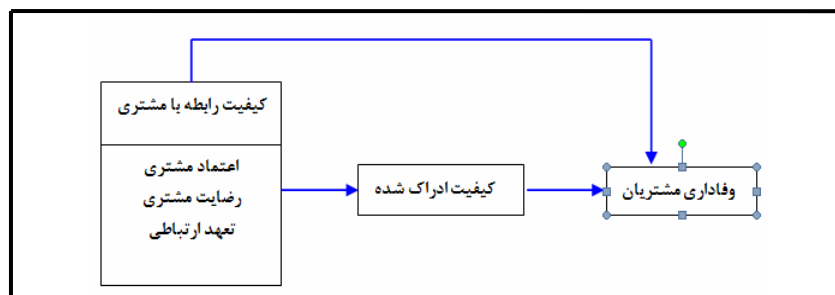 کیفیت رابطه با مشتری
اعتماد مشتری
رضایت مشتری
تعهد ارتباطی
کیفیت ادراک شده
وفاداری مشتریان